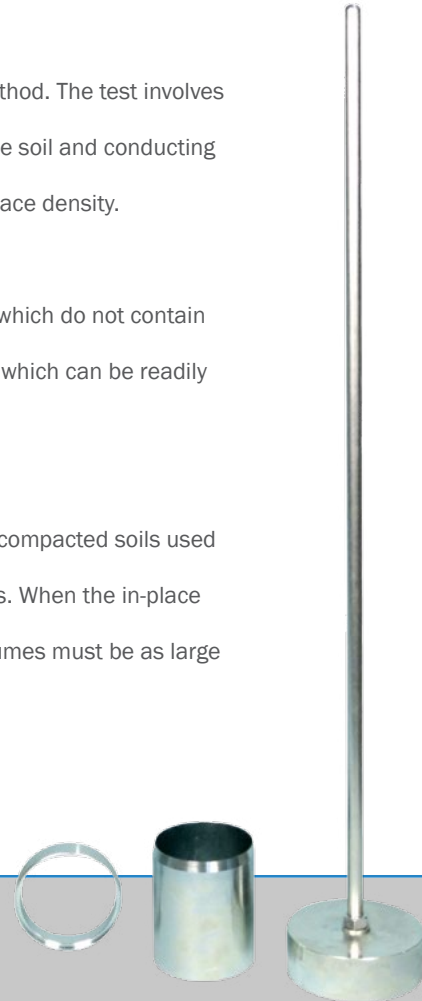 thod. The test involves
e soil and conducting
ace density.
which do not contain
which can be readily
compacted soils used
s. When the in-place
umes must be as large